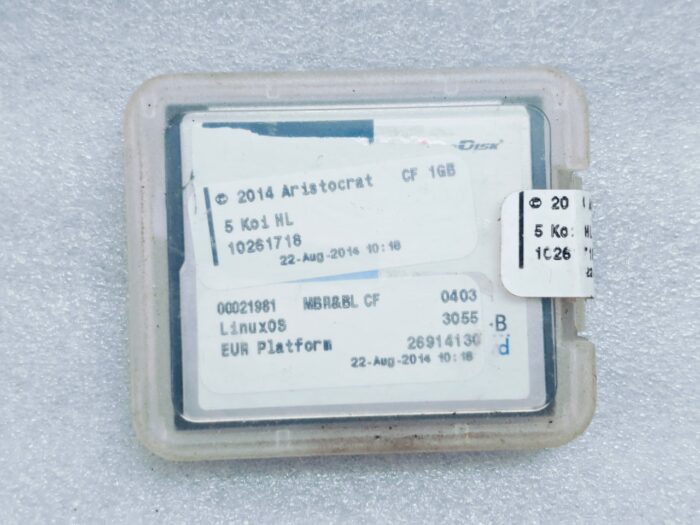 Disk
© 2014 Aristocrat CF 1GB
5 Koi HL
10261718
22-Aug-2014 10:18
00021981 MBR&BL CF 0403
LinuxOS 3055
EUR Platform 26914130
22-Aug-2014 10:18
-B
d
© 20
5 Ko HL
1026